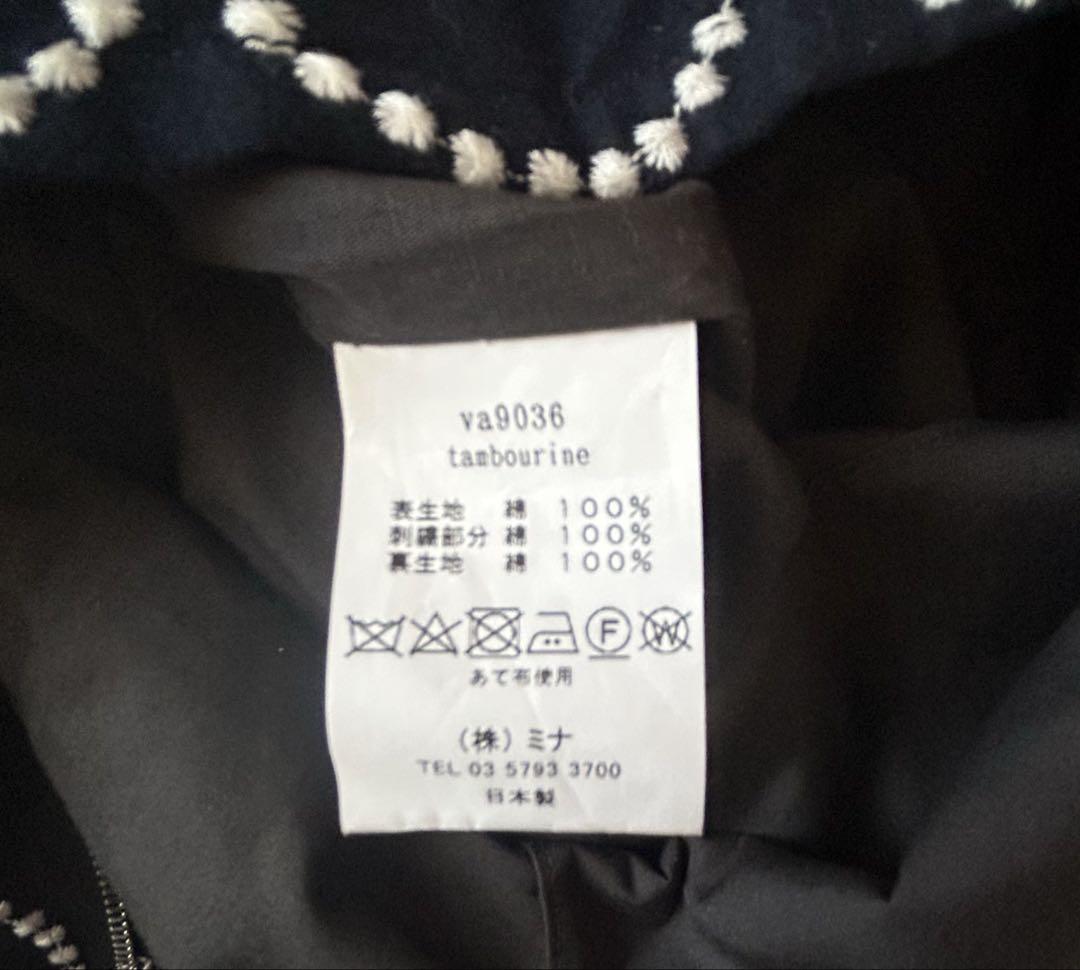 va9036
tambourine
表生地 綿 100%
刺繍部分 綿 100%
裏生地 綿 100%
F W
あて布使用
(株)ミナ
TEL 03 5793 3700
日本製